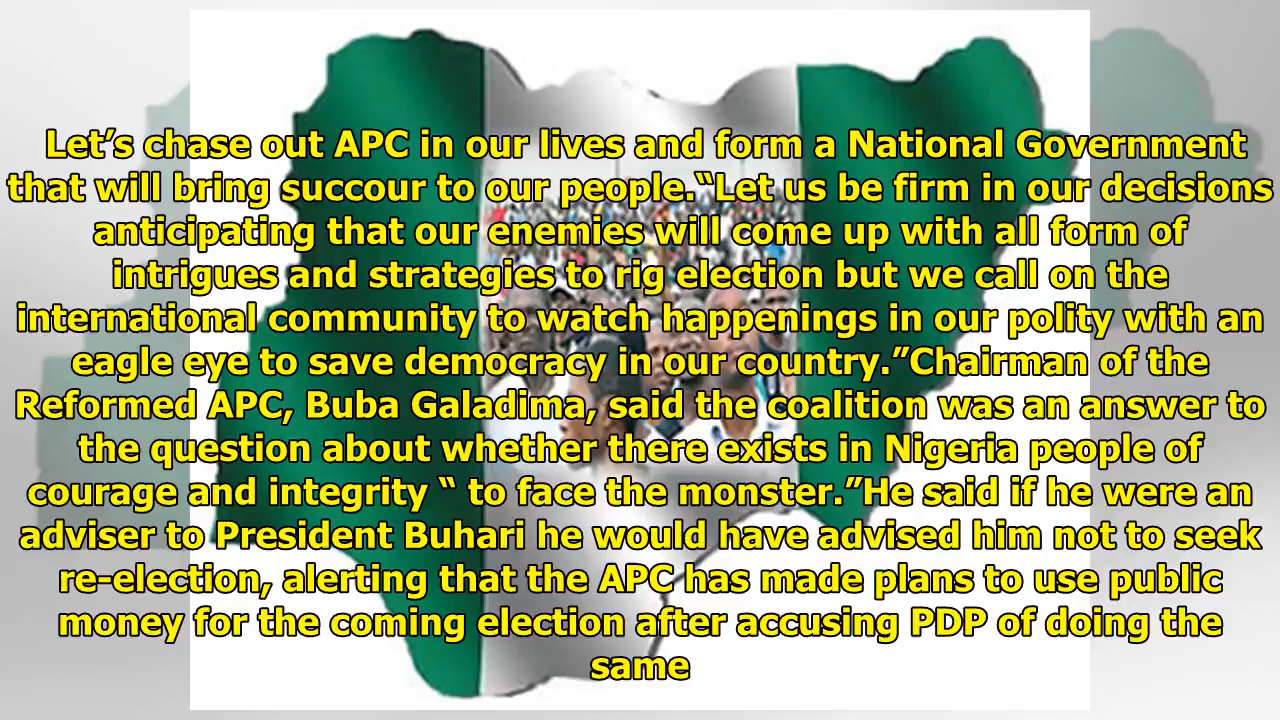 Let’s chase out APC in our lives and form a National Government
that will bring succour to our people.“Let us be firm in our decisions
anticipating that our enemies will come up with all form of
intrigues and strategies to rig election but we call on the
international community to watch happenings in our polity with an
eagle eye to save democracy in our country.”Chairman of the
Reformed APC, Buba Galadima, said the coalition was an answer to
the question about whether there exists in Nigeria people of
courage and integrity “ to face the monster.”He said if he were an
adviser to President Buhari he would have advised him not to seek
re-election, alerting that the APC has made plans to use public
money for the coming election after accusing PDP of doing the
same